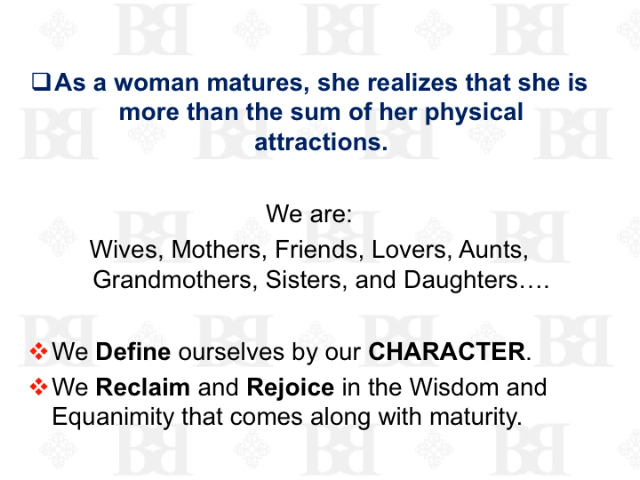 ❑As a woman matures, she realizes that she is
more than the sum of her physical
attractions.
We are:
Wives, Mothers, Friends, Lovers, Aunts,
Grandmothers, Sisters, and Daughters….
❖We Define ourselves by our CHARACTER.
❖We Reclaim and Rejoice in the Wisdom and
Equanimity that comes along with maturity.